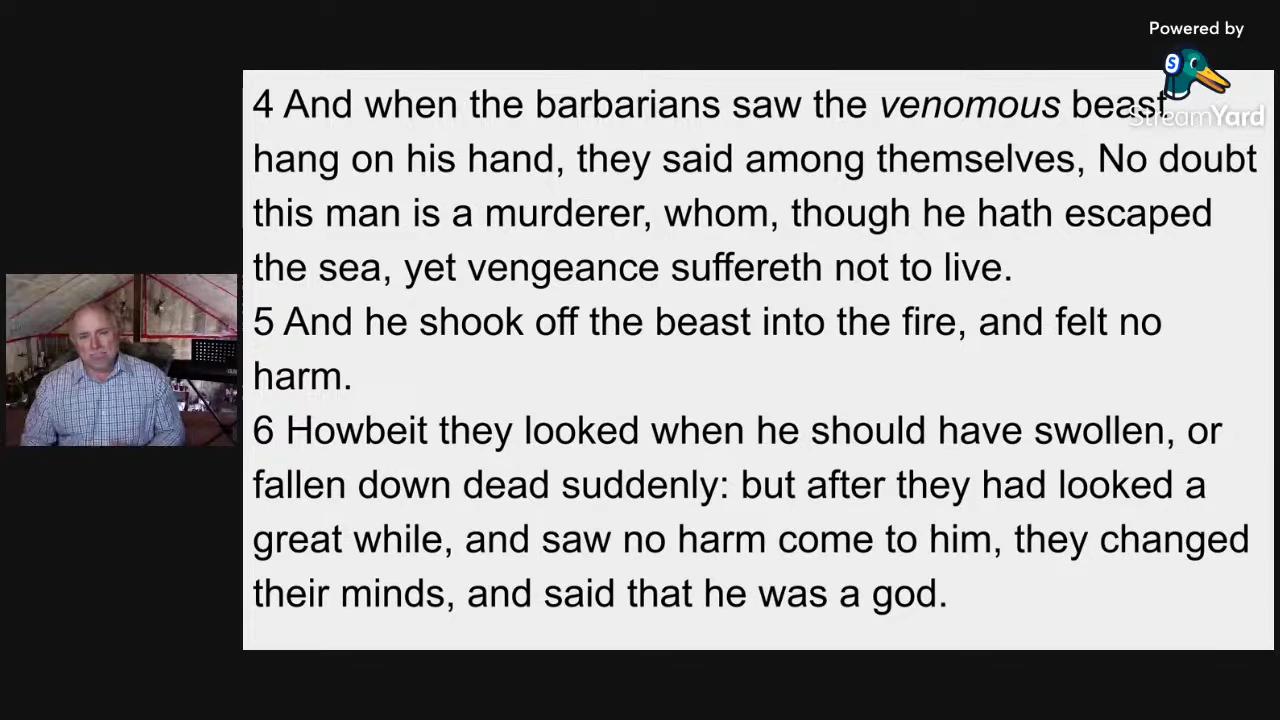 Powered by
S
StreamYard
4 And when the barbarians saw the venomous beast
hang on his hand, they said among themselves, No doubt
this man is a murderer, whom, though he hath escaped
the sea, yet vengeance suffereth not to live.
5 And he shook off the beast into the fire, and felt no
harm.
6 Howbeit they looked when he should have swollen, or
fallen down dead suddenly: but after they had looked a
great while, and saw no harm come to him, they changed
their minds, and said that he was a god.